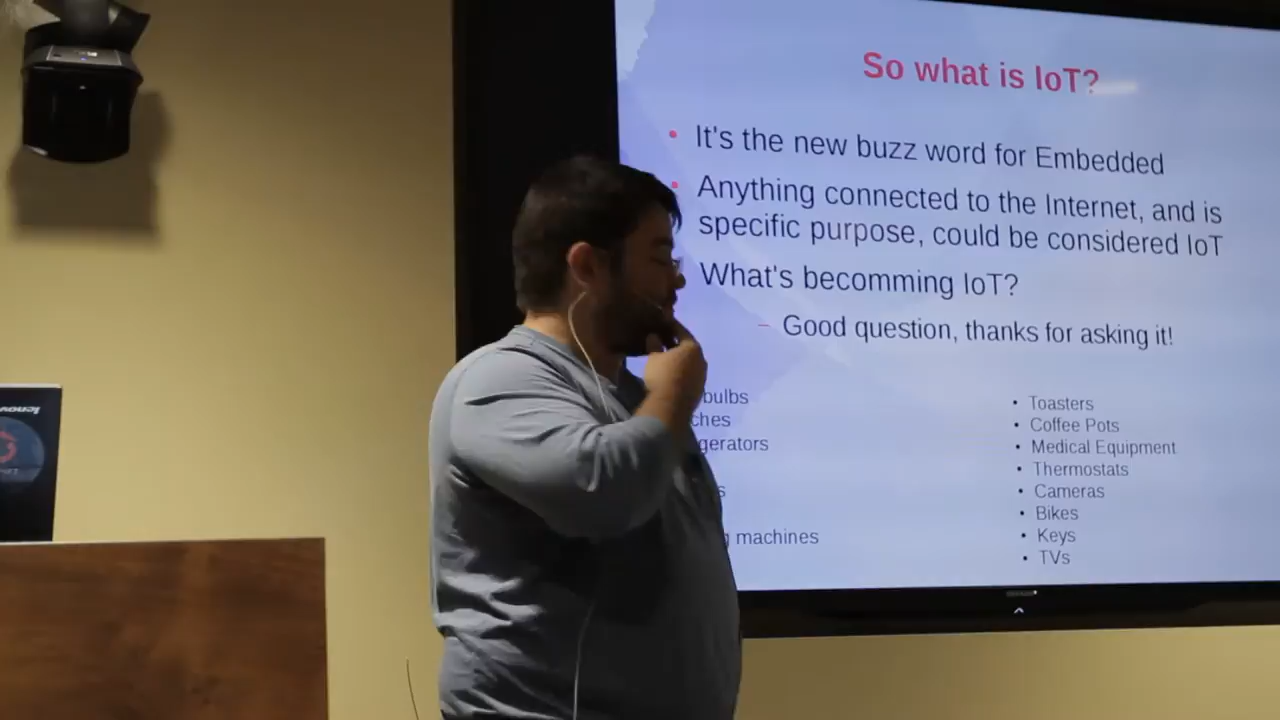 So what is IoT?
It's the new buzz word for Embedded
Anything connected to the Internet, and is
specific purpose, could be considered IoT
What's becomming IoT?
– Good question, thanks for asking it!
bulbs
machines
• Toasters
• Coffee Pots
• Medical Equipment
• Thermostats
• Cameras
• Bikes
• Keys
• TVs
lenovo